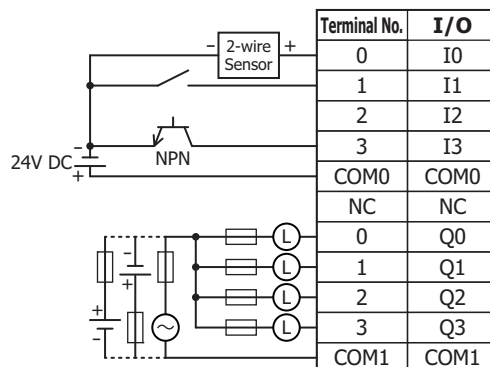 Terminal No. I/O
– 2-wire Sensor + 0 I0
1 I1
2 I2
NPN 3 I3
24V DC – + COM0 COM0
NC NC
L 0 Q0
– + L 1 Q1
+ – L 2 Q2
L 3 Q3
COM1 COM1